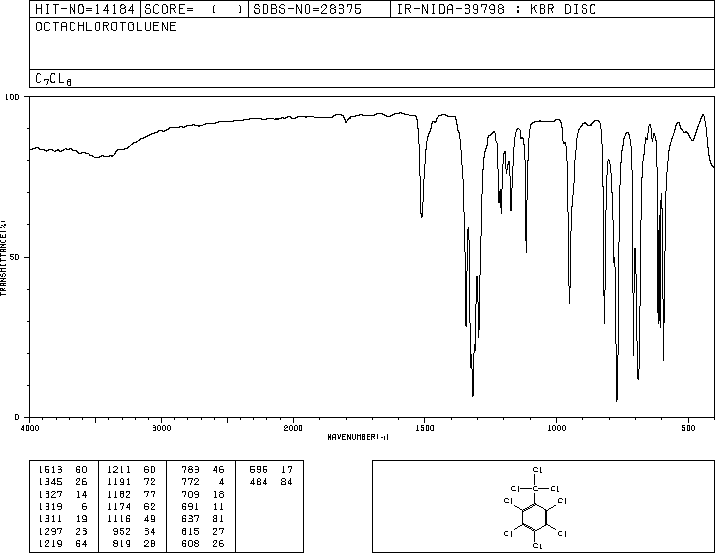 HIT-NO=14184 SCORE= ( ) SDBS-NO=28375 IR-NIDA-39798 : KBR DISC
OCTACHLOROTOLUENE
C7CL8
100
50
0
TRANSMITTANCE(%)
4000 3000 2000 1500 1000 500
WAVENUMBER(-1)
1513 60 1211 60 783 46 596 17
1345 26 1191 72 772 4 484 84
1327 14 1182 77 709 18
1319 6 1174 62 691 11
1311 19 1116 49 637 81
1297 23 952 34 615 27
1219 64 819 28 608 26
Cl
Cl C Cl
Cl Cl
Cl Cl
Cl